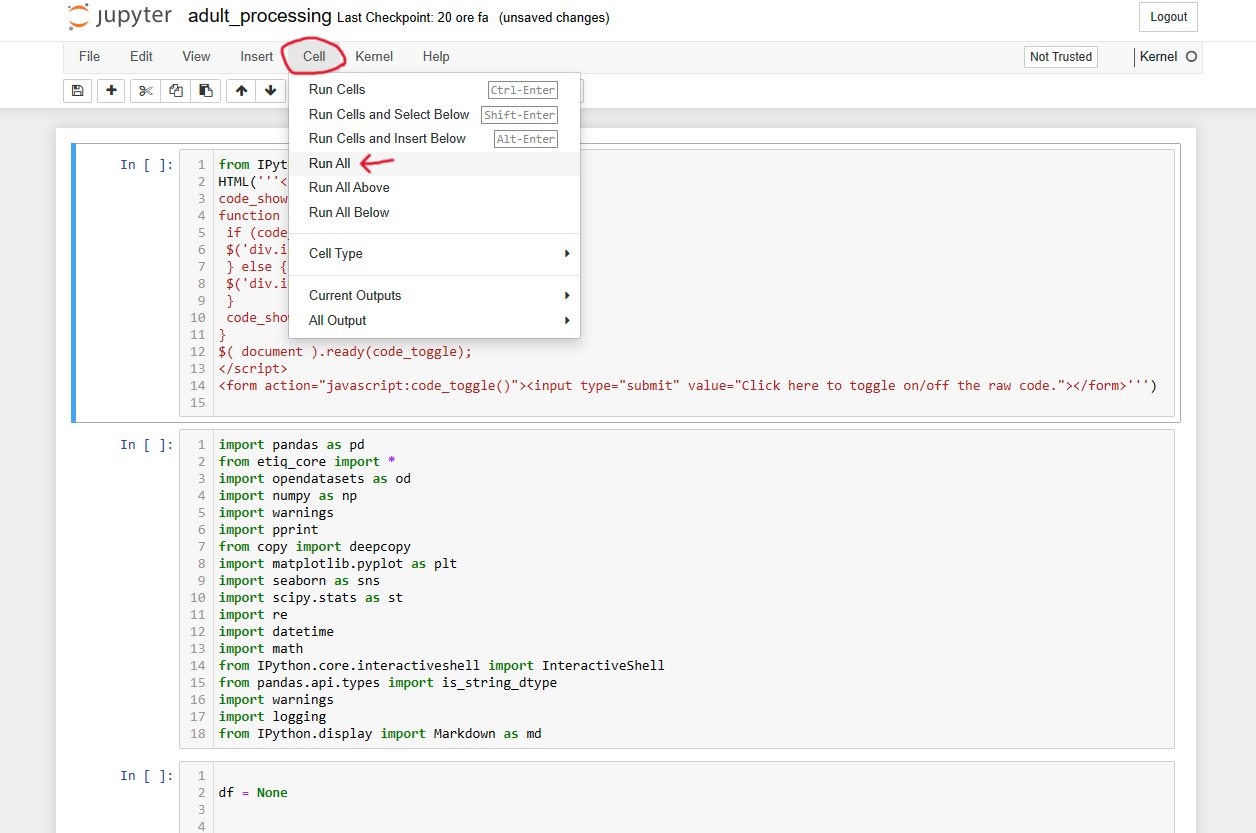 jupyter adult_processing Last Checkpoint: 20 ore fa (unsaved changes) Logout
File Edit View Insert Cell Kernel Help Not Trusted Kernel
Run Cells Ctrl-Enter
Run Cells and Select Below Shift-Enter
Run Cells and Insert Below Alt-Enter
Run All
Run All Above
Run All Below
Cell Type
Current Outputs
All Output
In [ ]:
1 from IPyt
2 HTML('''<
3 code_show
4 function
5 if (code_
6 $('div.i
7 } else {
8 $('div.i
9 }
10 code_sho
11 }
12 $( document ).ready(code_toggle);
13 </script>
14 <form action="javascript:code_toggle()"><input type="submit" value="Click here to toggle on/off the raw code."></form>''')
15
In [ ]:
1 import pandas as pd
2 from etiq_core import *
3 import opendatasets as od
4 import numpy as np
5 import warnings
6 import pprint
7 from copy import deepcopy
8 import matplotlib.pyplot as plt
9 import seaborn as sns
10 import scipy.stats as st
11 import re
12 import datetime
13 import math
14 from IPython.core.interactiveshell import InteractiveShell
15 from pandas.api.types import is_string_dtype
16 import warnings
17 import logging
18 from IPython.display import Markdown as md
In [ ]:
1
2 df = None
3
4